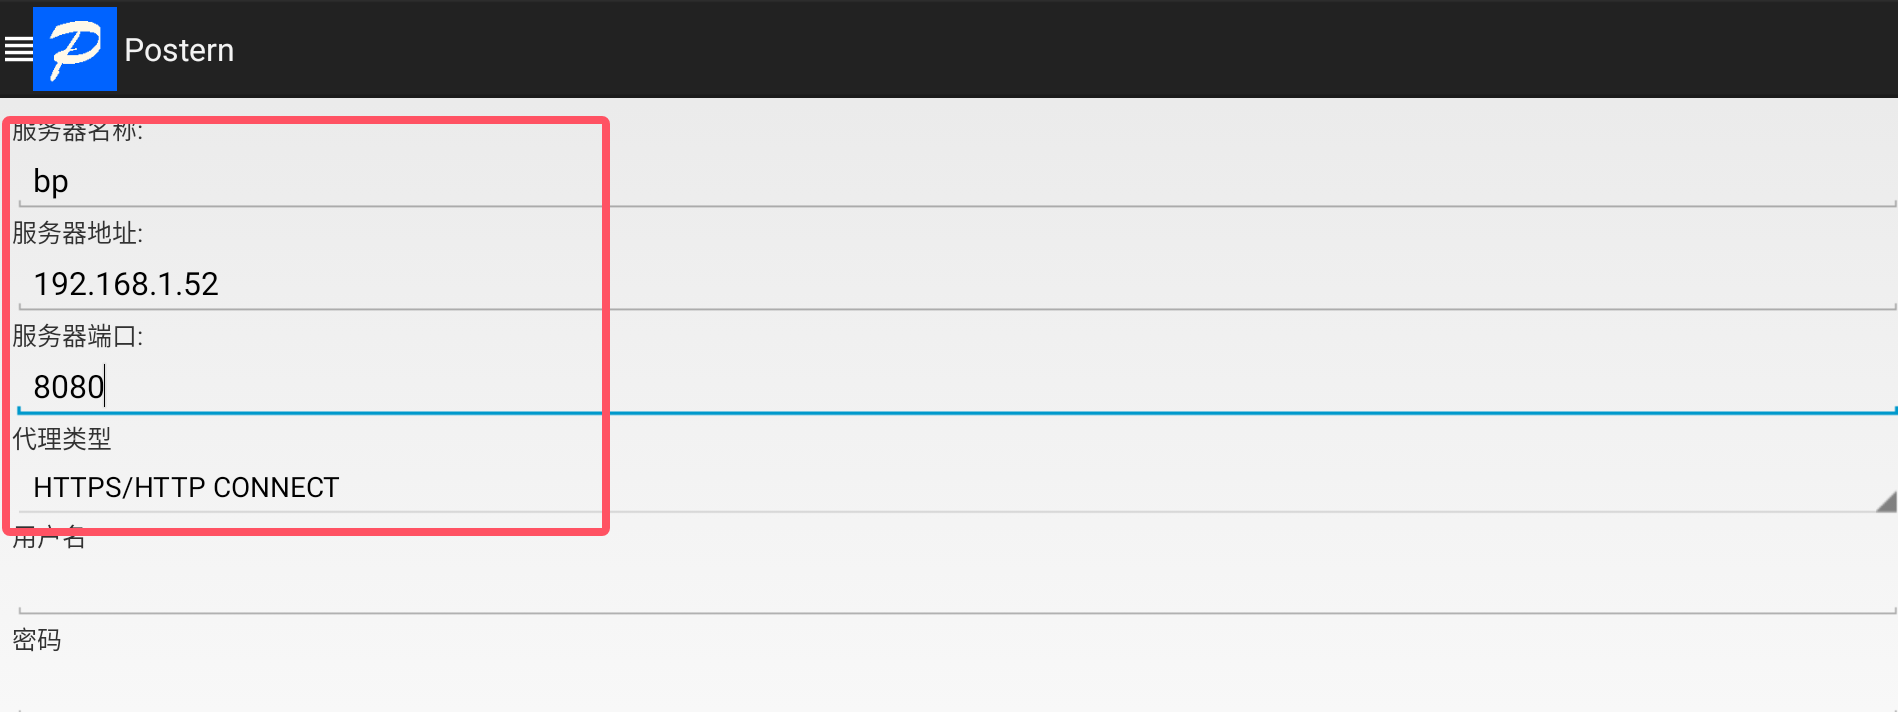 Postern
服务器名称:
bp
服务器地址:
192.168.1.52
服务器端口:
8080
代理类型
HTTPS/HTTP CONNECT
用户名
密码